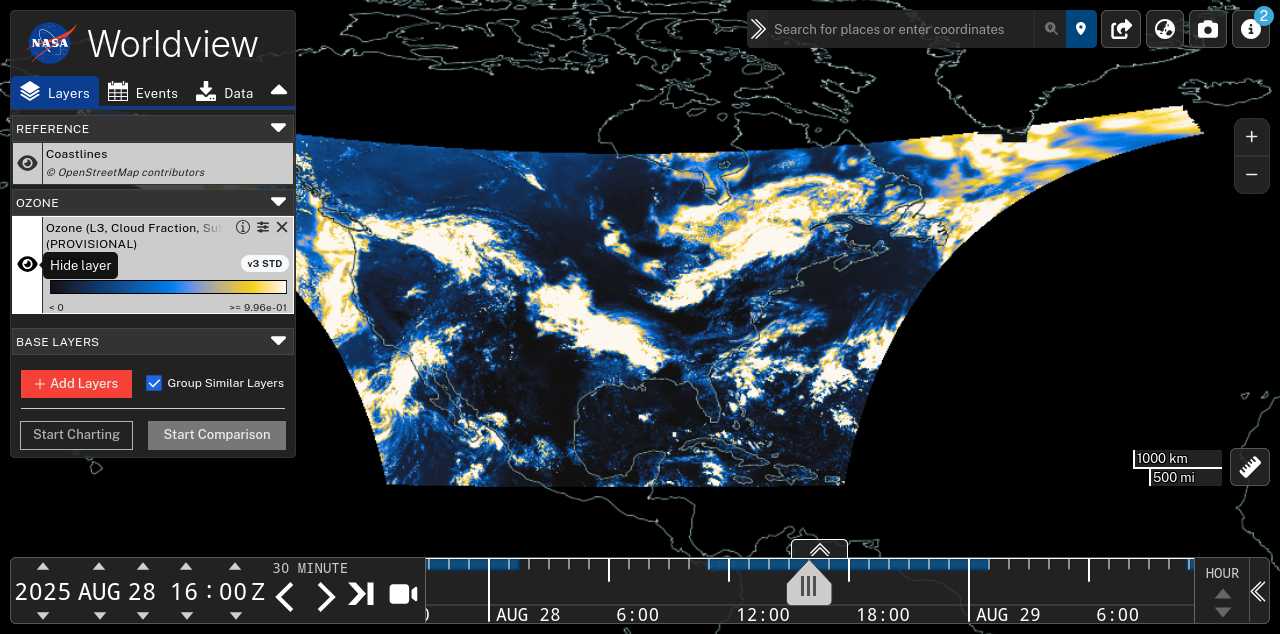 NASA Worldview
Search for places or enter coordinates
2
Layers Events Data
REFERENCE
Coastlines
© OpenStreetMap contributors
OZONE
Ozone (L3, Cloud Fraction, Su
(PROVISIONAL)
Hide layer
v3 STD
< 0 >= 9.96e-01
BASE LAYERS
+ Add Layers Group Similar Layers
Start Charting Start Comparison
+
−
1000 km
500 mi
2025 AUG 28 16 : 00 Z
30 MINUTE
AUG 28 6:00 12:00 18:00 AUG 29 6:00
HOUR